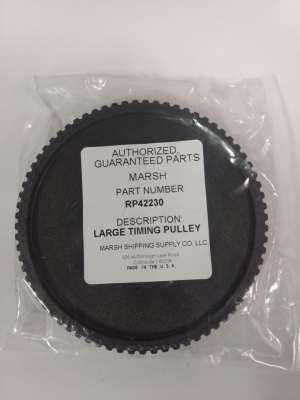 AUTHORIZED,
GUARANTEED PARTS
MARSH
PART NUMBER
RP42230
DESCRIPTION:
LARGE TIMING PULLEY
MARSH SHIPPING SUPPLY CO. LLC
MADE IN THE U.S.A.